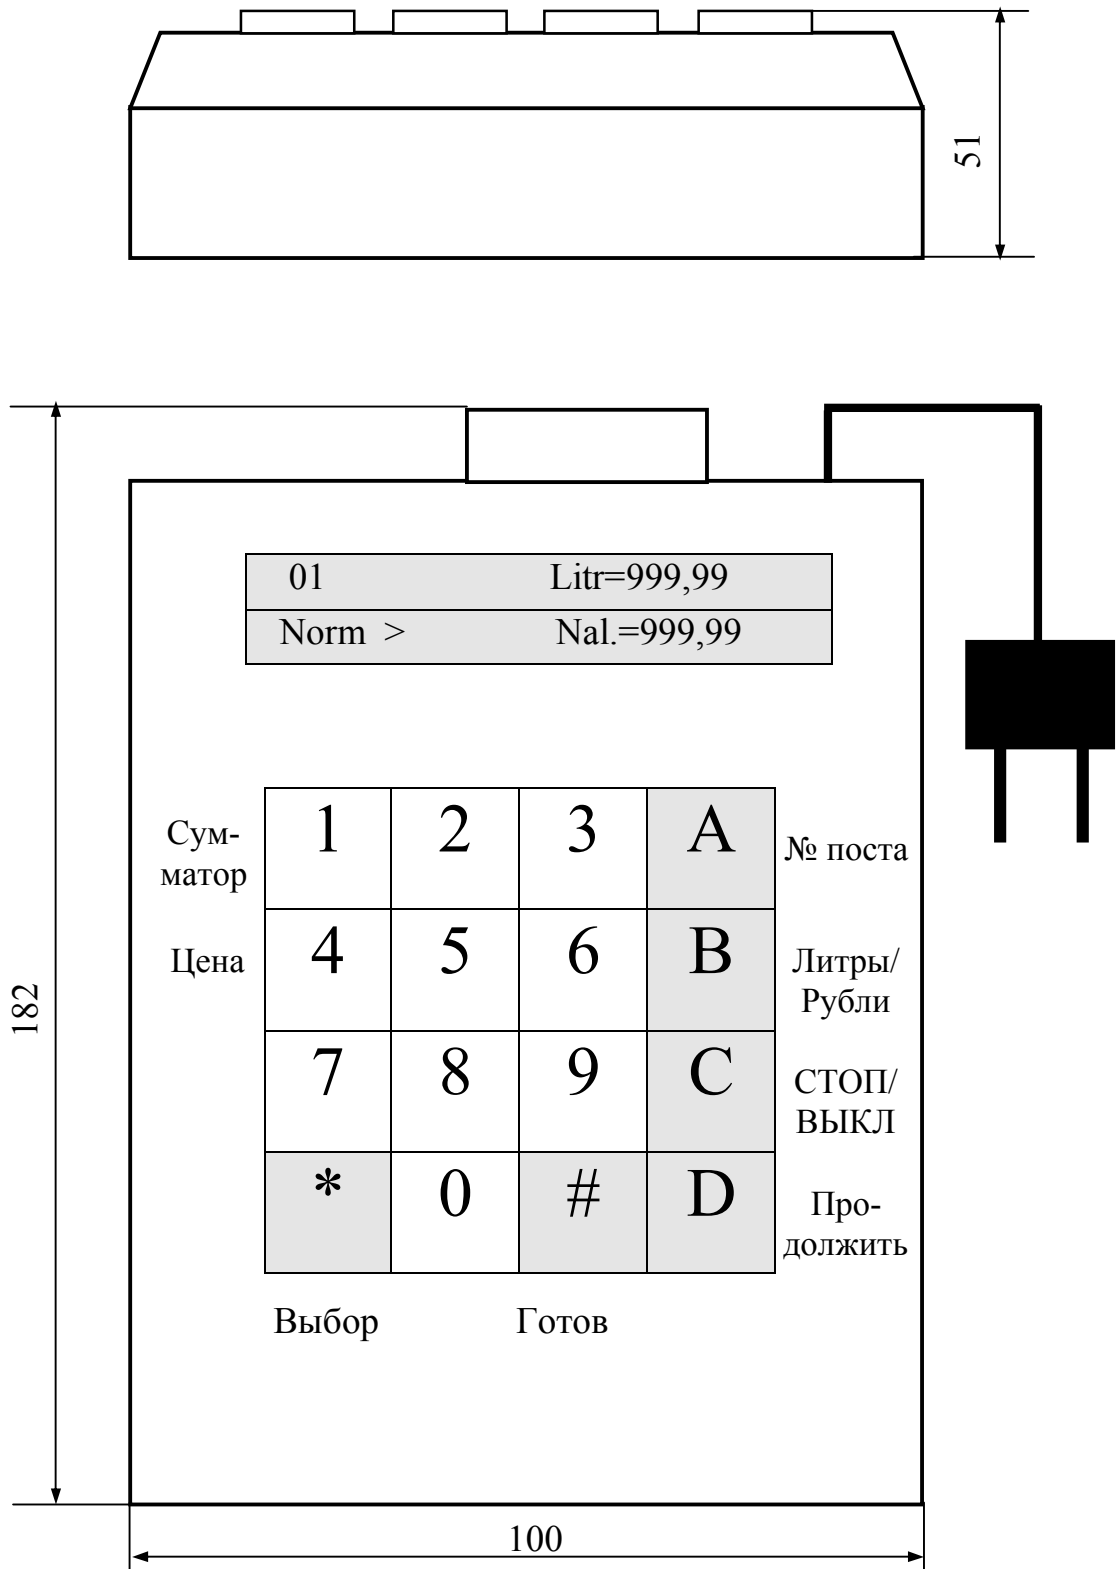 51
01 Litr=999,99
Norm > Nal.=999,99
Сум-
матор
1 2 3 A
№ поста
Цена
4 5 6 B
Литры/
Рубли
182
7 8 9 C
СТОП/
ВЫКЛ
* 0 # D
Про-
должить
Выбор Готов
100